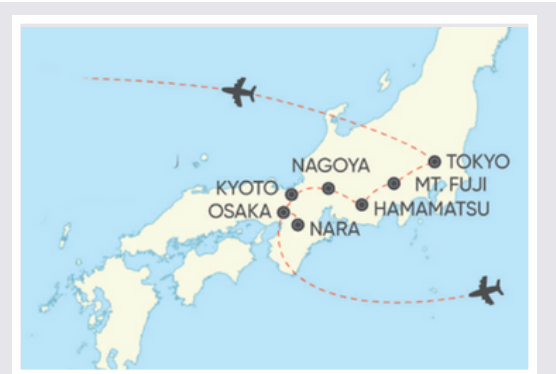 NAGOYA
TOKYO
MT. FUJI
KYOTO
HAMAMATSU
OSAKA
NARA